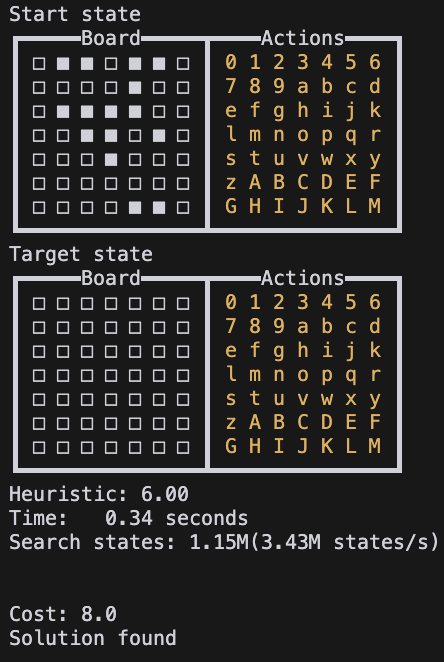 Start state
Board Actions
□ ■ ■ □ ■ ■ □ 0 1 2 3 4 5 6
□ □ □ □ ■ □ □ 7 8 9 a b c d
□ ■ ■ ■ ■ □ □ e f g h i j k
□ □ ■ ■ □ ■ □ l m n o p q r
□ □ □ ■ □ □ □ s t u v w x y
□ □ □ □ □ □ □ z A B C D E F
□ □ □ □ ■ ■ □ G H I J K L M
Target state
Board Actions
□ □ □ □ □ □ □ 0 1 2 3 4 5 6
□ □ □ □ □ □ □ 7 8 9 a b c d
□ □ □ □ □ □ □ e f g h i j k
□ □ □ □ □ □ □ l m n o p q r
□ □ □ □ □ □ □ s t u v w x y
□ □ □ □ □ □ □ z A B C D E F
□ □ □ □ □ □ □ G H I J K L M
Heuristic: 6.00
Time: 0.34 seconds
Search states: 1.15M(3.43M states/s)
Cost: 8.0
Solution found